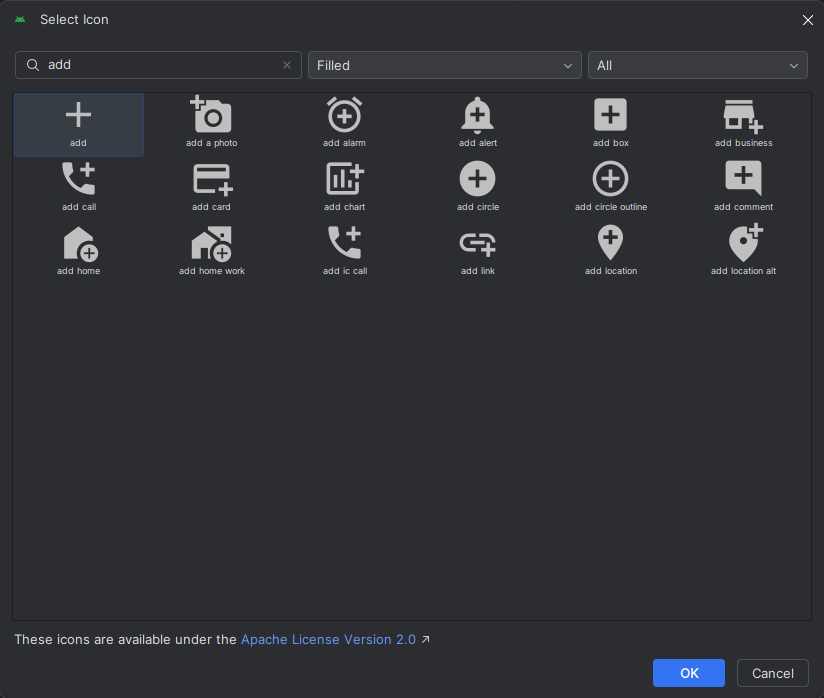 Select Icon
add
Filled
All
add
add a photo
add alarm
add alert
add box
add business
add call
add card
add chart
add circle
add circle outline
add comment
add home
add home work
add ic call
add link
add location
add location alt
These icons are available under the Apache License Version 2.0
OK
Cancel